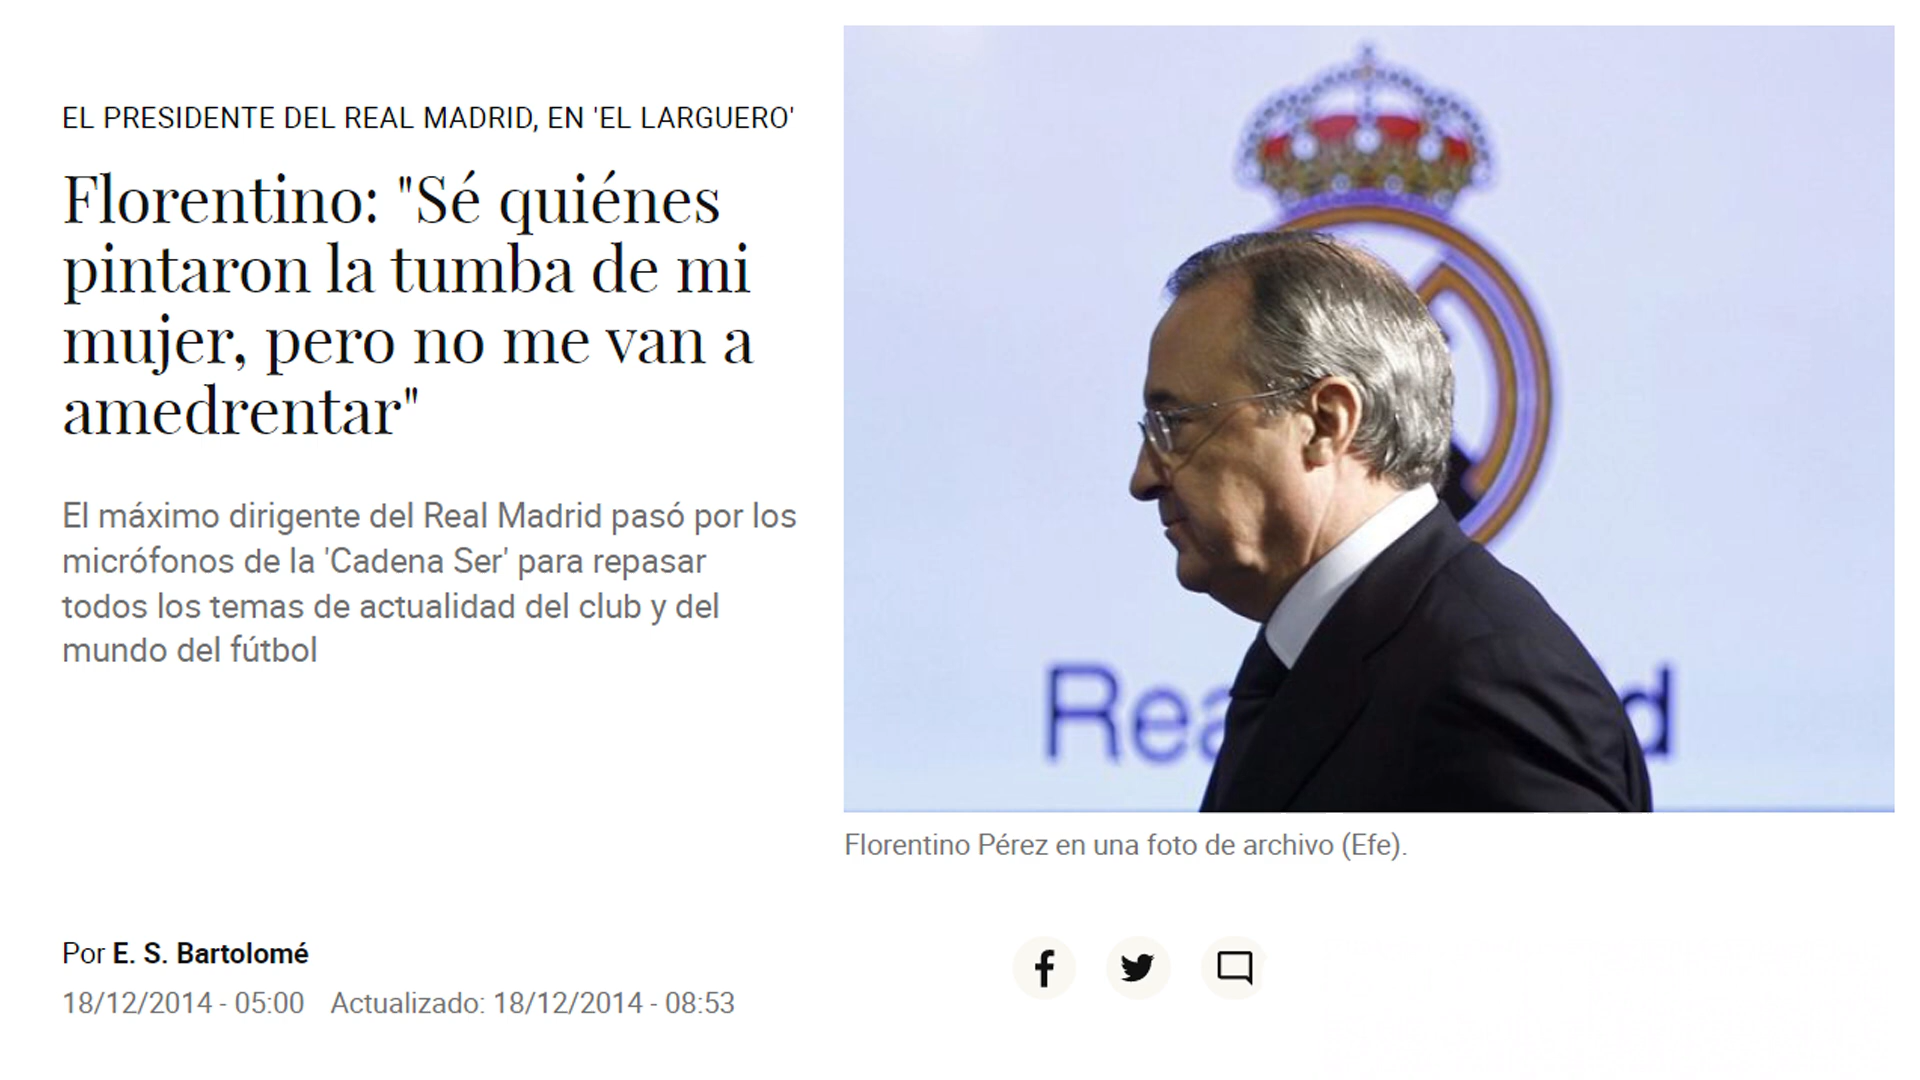 EL PRESIDENTE DEL REAL MADRID, EN 'EL LARGUERO'
Florentino: "Sé quiénes
pintaron la tumba de mi
mujer, pero no me van a
amedrentar"
El máximo dirigente del Real Madrid pasó por los
micrófonos de la 'Cadena Ser' para repasar
todos los temas de actualidad del club y del
mundo del fútbol
Rea d
Florentino Pérez en una foto de archivo (Efe).
Por E. S. Bartolomé
18/12/2014 - 05:00 Actualizado: 18/12/2014 - 08:53